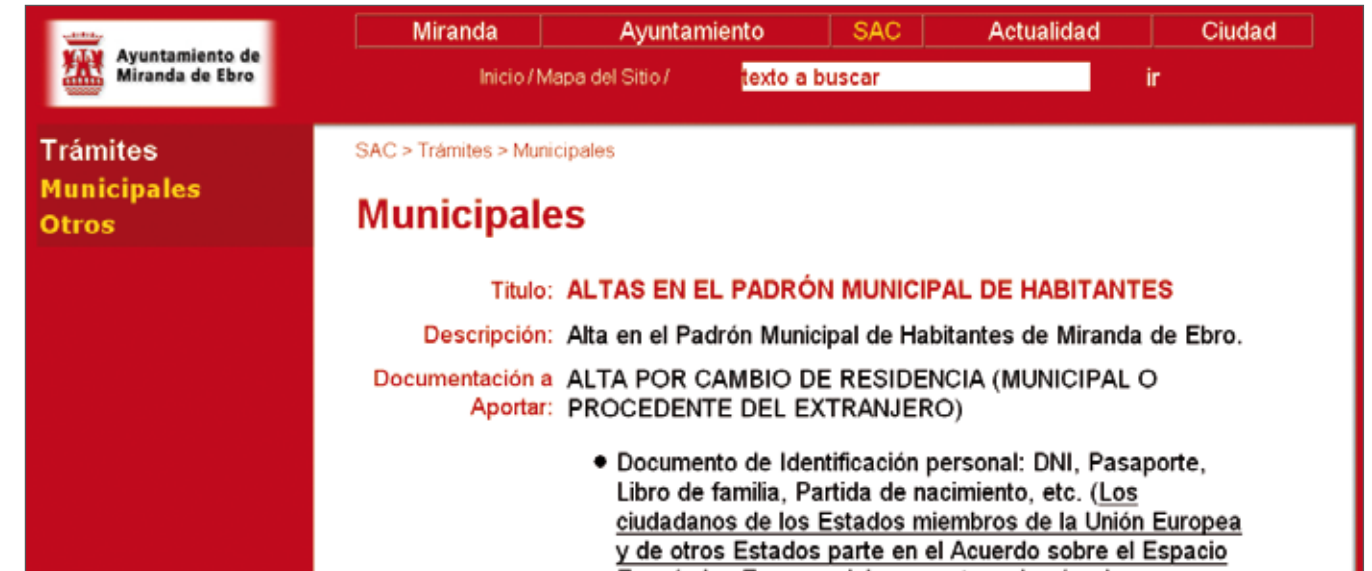 Miranda Ayuntamiento SAC Actualidad Ciudad
Ayuntamiento de
Miranda de Ebro
Inicio / Mapa del Sitio / texto a buscar ir
Trámites
Municipales
Otros
SAC > Trámites > Municipales
Municipales
Titulo: ALTAS EN EL PADRÓN MUNICIPAL DE HABITANTES
Descripción: Alta en el Padrón Municipal de Habitantes de Miranda de Ebro.
Documentación a ALTA POR CAMBIO DE RESIDENCIA (MUNICIPAL O
Aportar: PROCEDENTE DEL EXTRANJERO)
• Documento de Identificación personal: DNI, Pasaporte,
Libro de familia, Partida de nacimiento, etc. (Los
ciudadanos de los Estados miembros de la Unión Europea
y de otros Estados parte en el Acuerdo sobre el Espacio